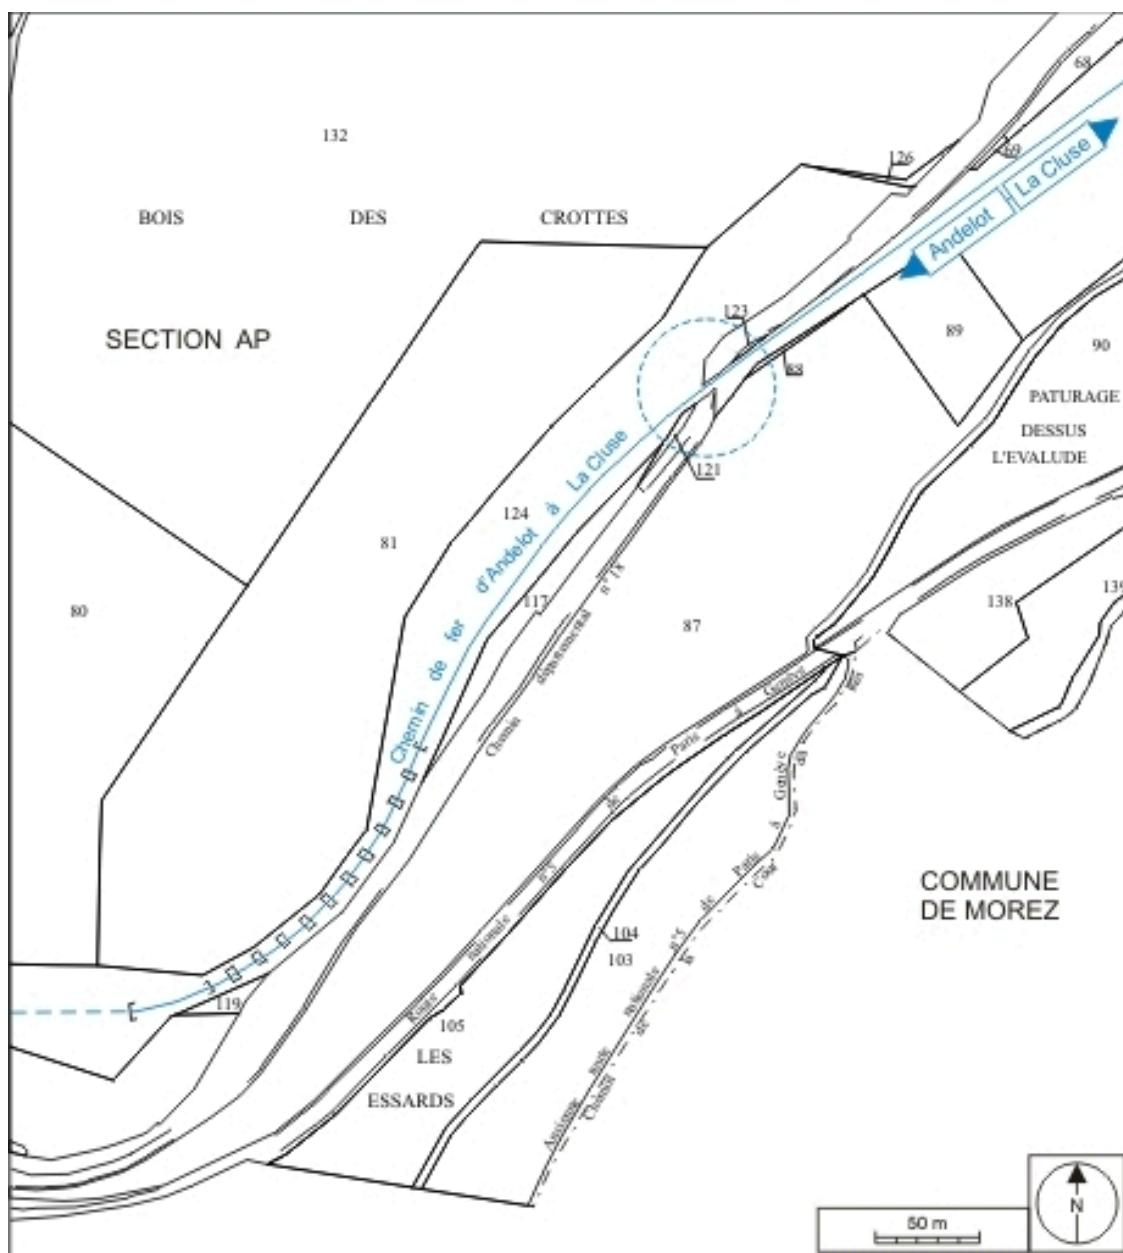 68
132
126
69
La Cluse
BOIS DES CROTTES
Andelot
123
SECTION AP
89
90
88
PATURAGE
DESSUS
L'EVALUDE
121
124
81
Chemin de fer d'Andelot à La Cluse
80
117
138
139
87
Chemin départemental n°18
Route nationale n°5 de Paris à Genève
Ancienne route nationale n°5 de Paris à Genève
COMMUNE
DE MOREZ
104
103
119
105
LES
ESSARDS
N
50 m